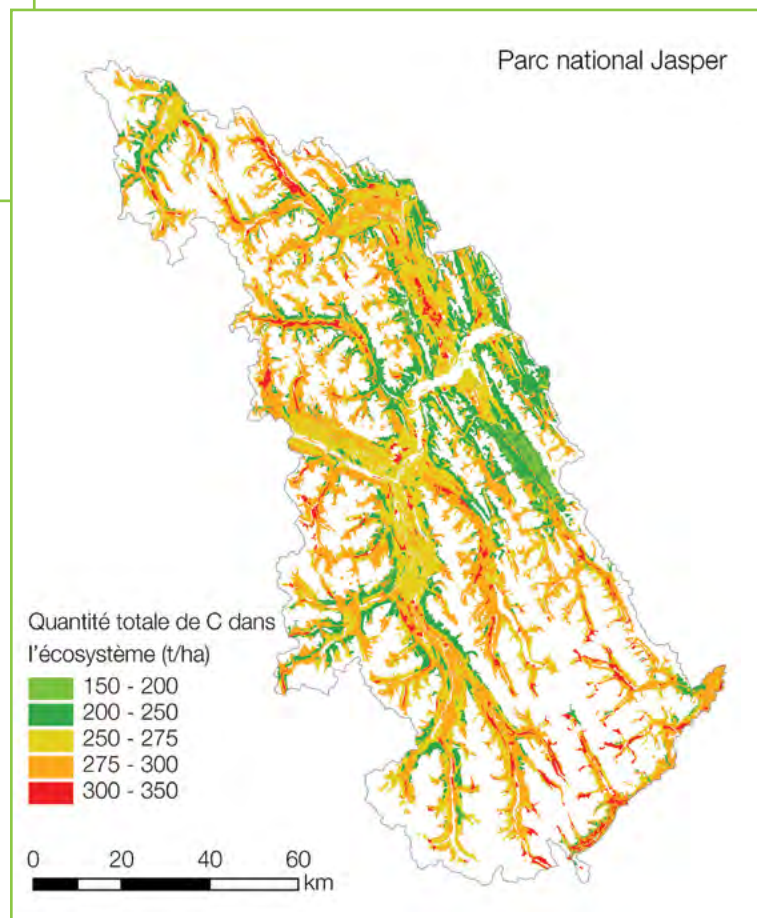 Parc national Jasper
Quantité totale de C dans
l'écosystème (t/ha)
150 - 200
200 - 250
250 - 275
275 - 300
300 - 350
0 20 40 60
km